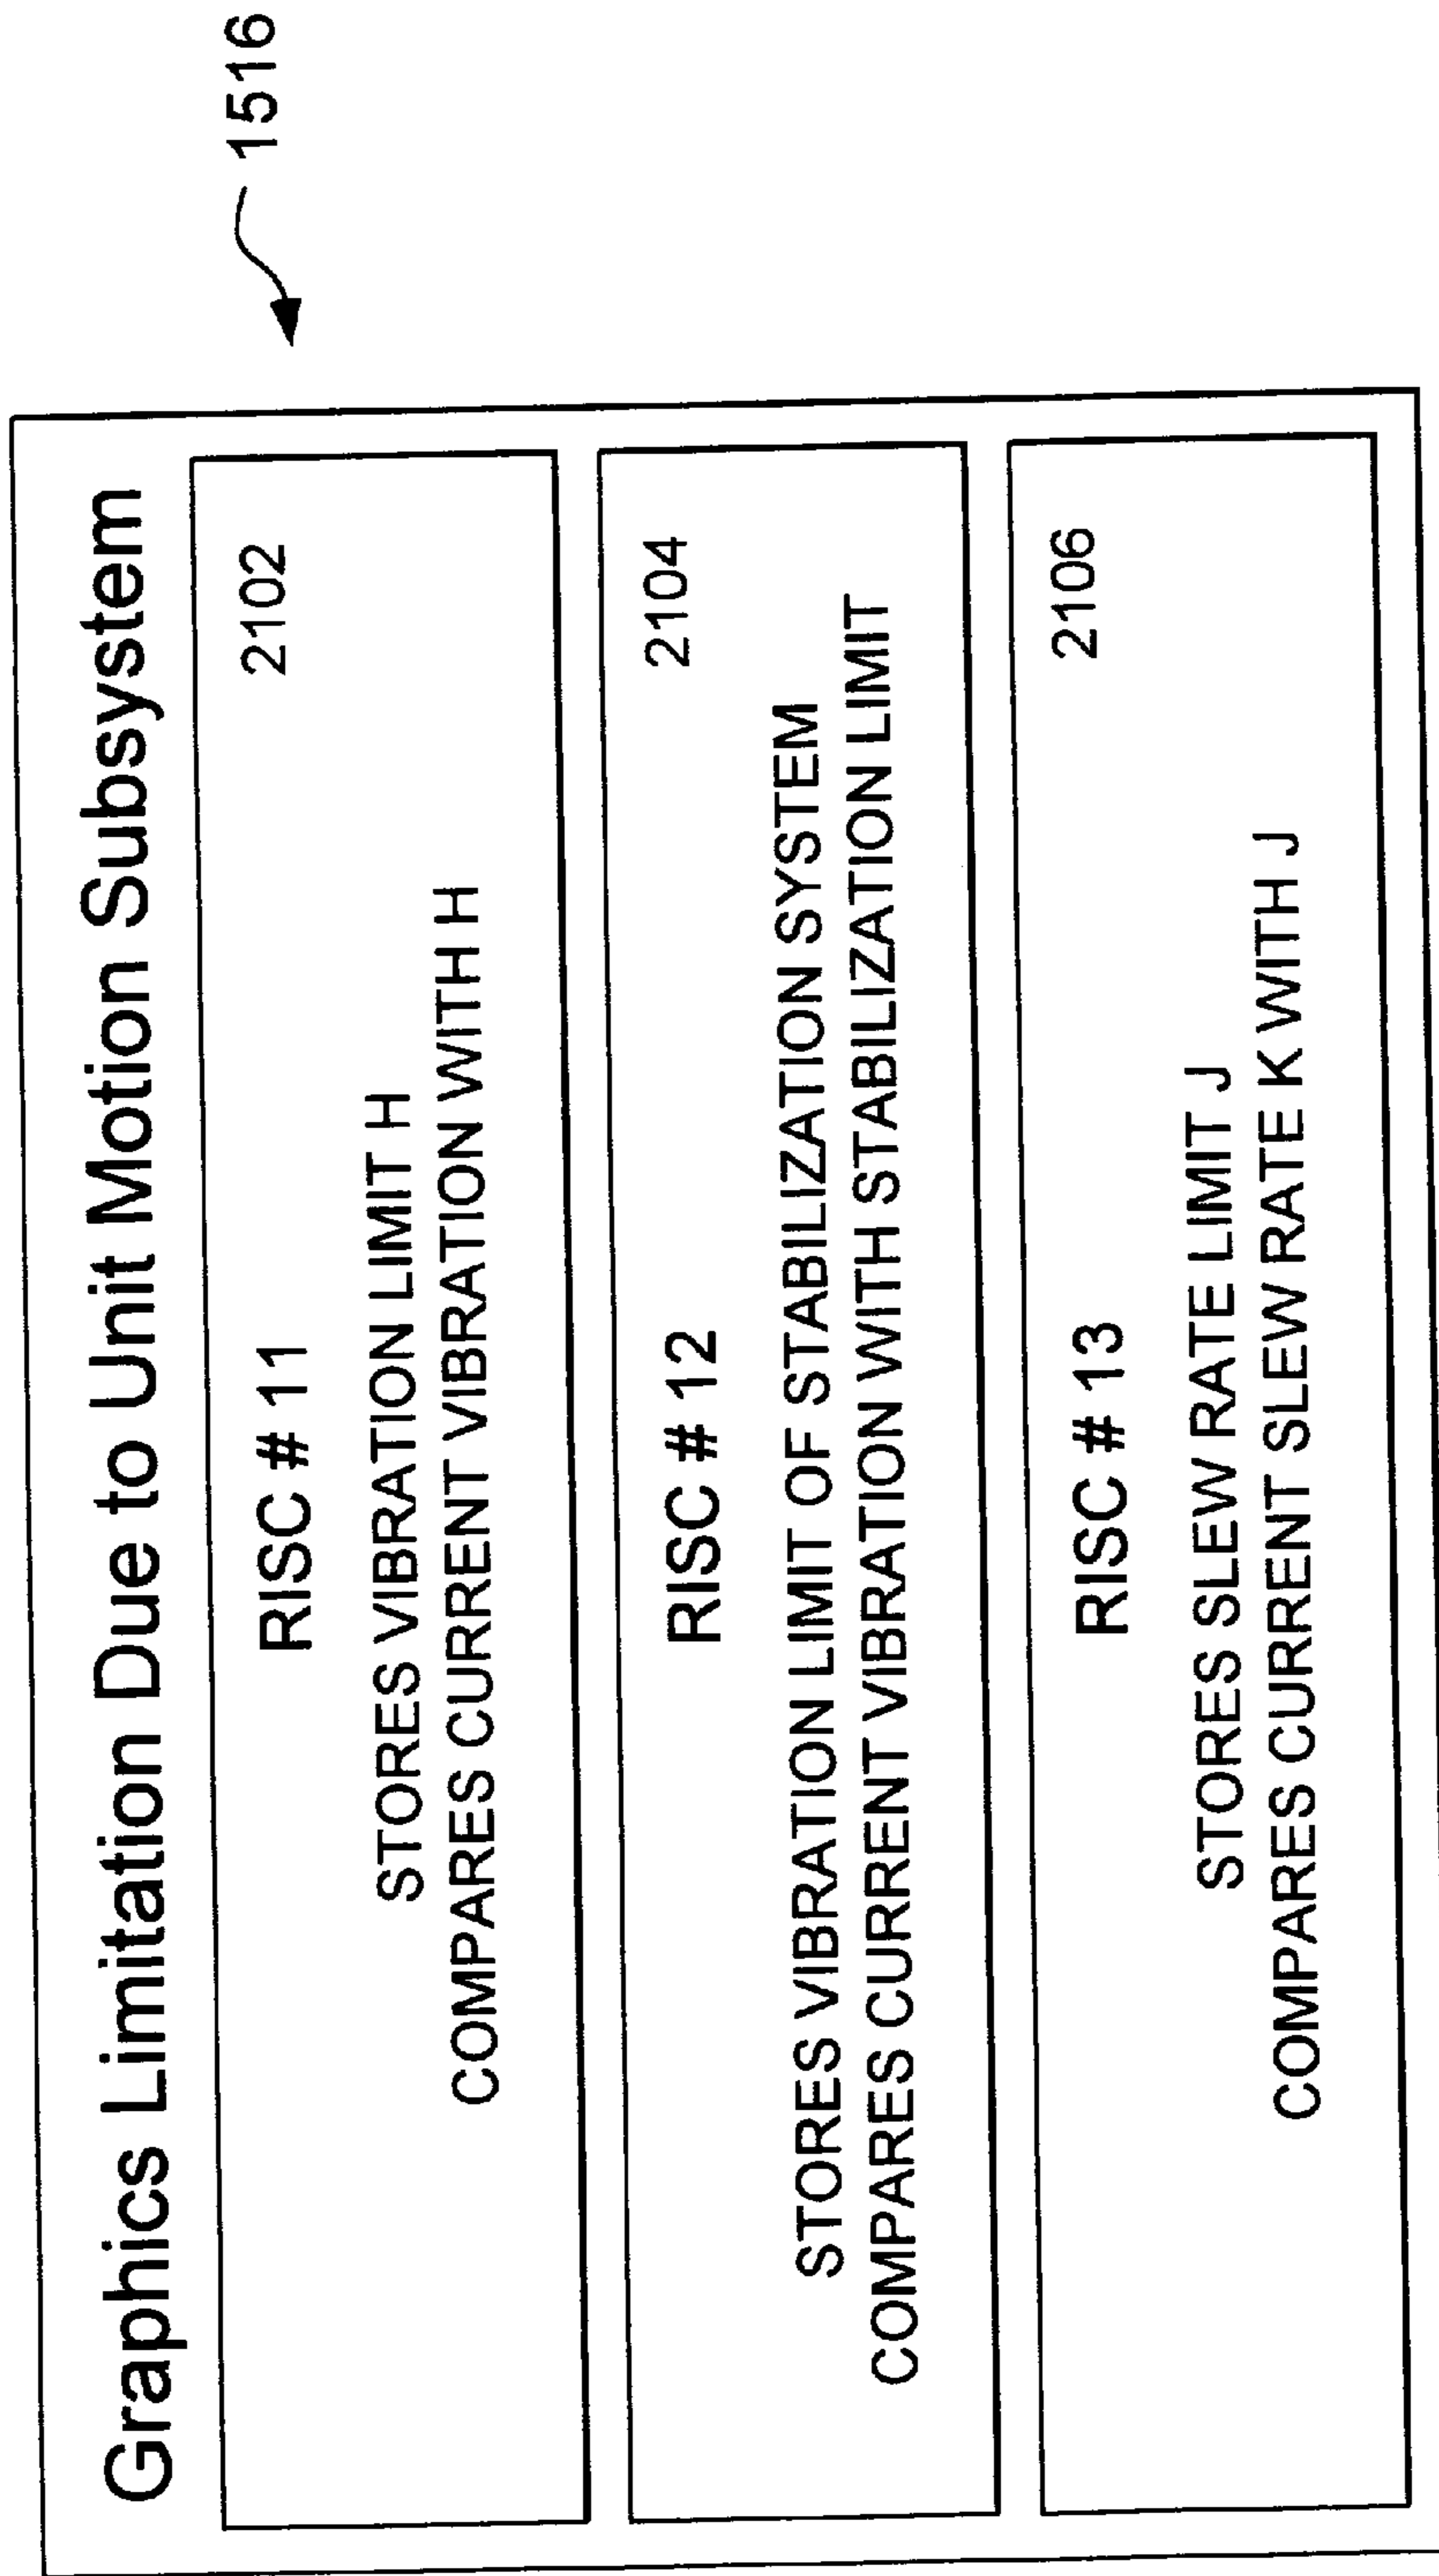 1516
Graphics Limitation Due to Unit Motion Subsystem
2102
RISC # 11
STORES VIBRATION LIMIT H
COMPARES CURRENT VIBRATION WITH H
2104
RISC # 12
STORES VIBRATION LIMIT OF STABILIZATION SYSTEM
COMPARES CURRENT VIBRATION WITH STABILIZATION LIMIT
2106
RISC # 13
STORES SLEW RATE LIMIT J
COMPARES CURRENT SLEW RATE K WITH J